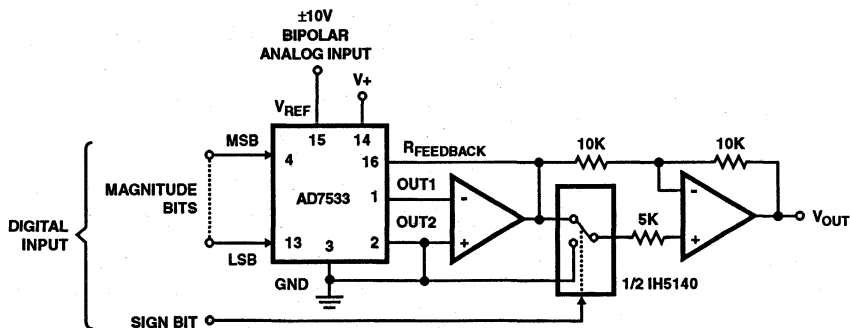 ±10V
BIPOLAR
ANALOG INPUT
V+
VREF
MSB
15
14
4
16
RFEEDBACK
10K
10K
MAGNITUDE
BITS
AD7533
1
OUT1
-
-
DIGITAL
INPUT
OUT2
5K
VOUT
LSB
13
3
2
+
+
GND
1/2 IH5140
SIGN BIT